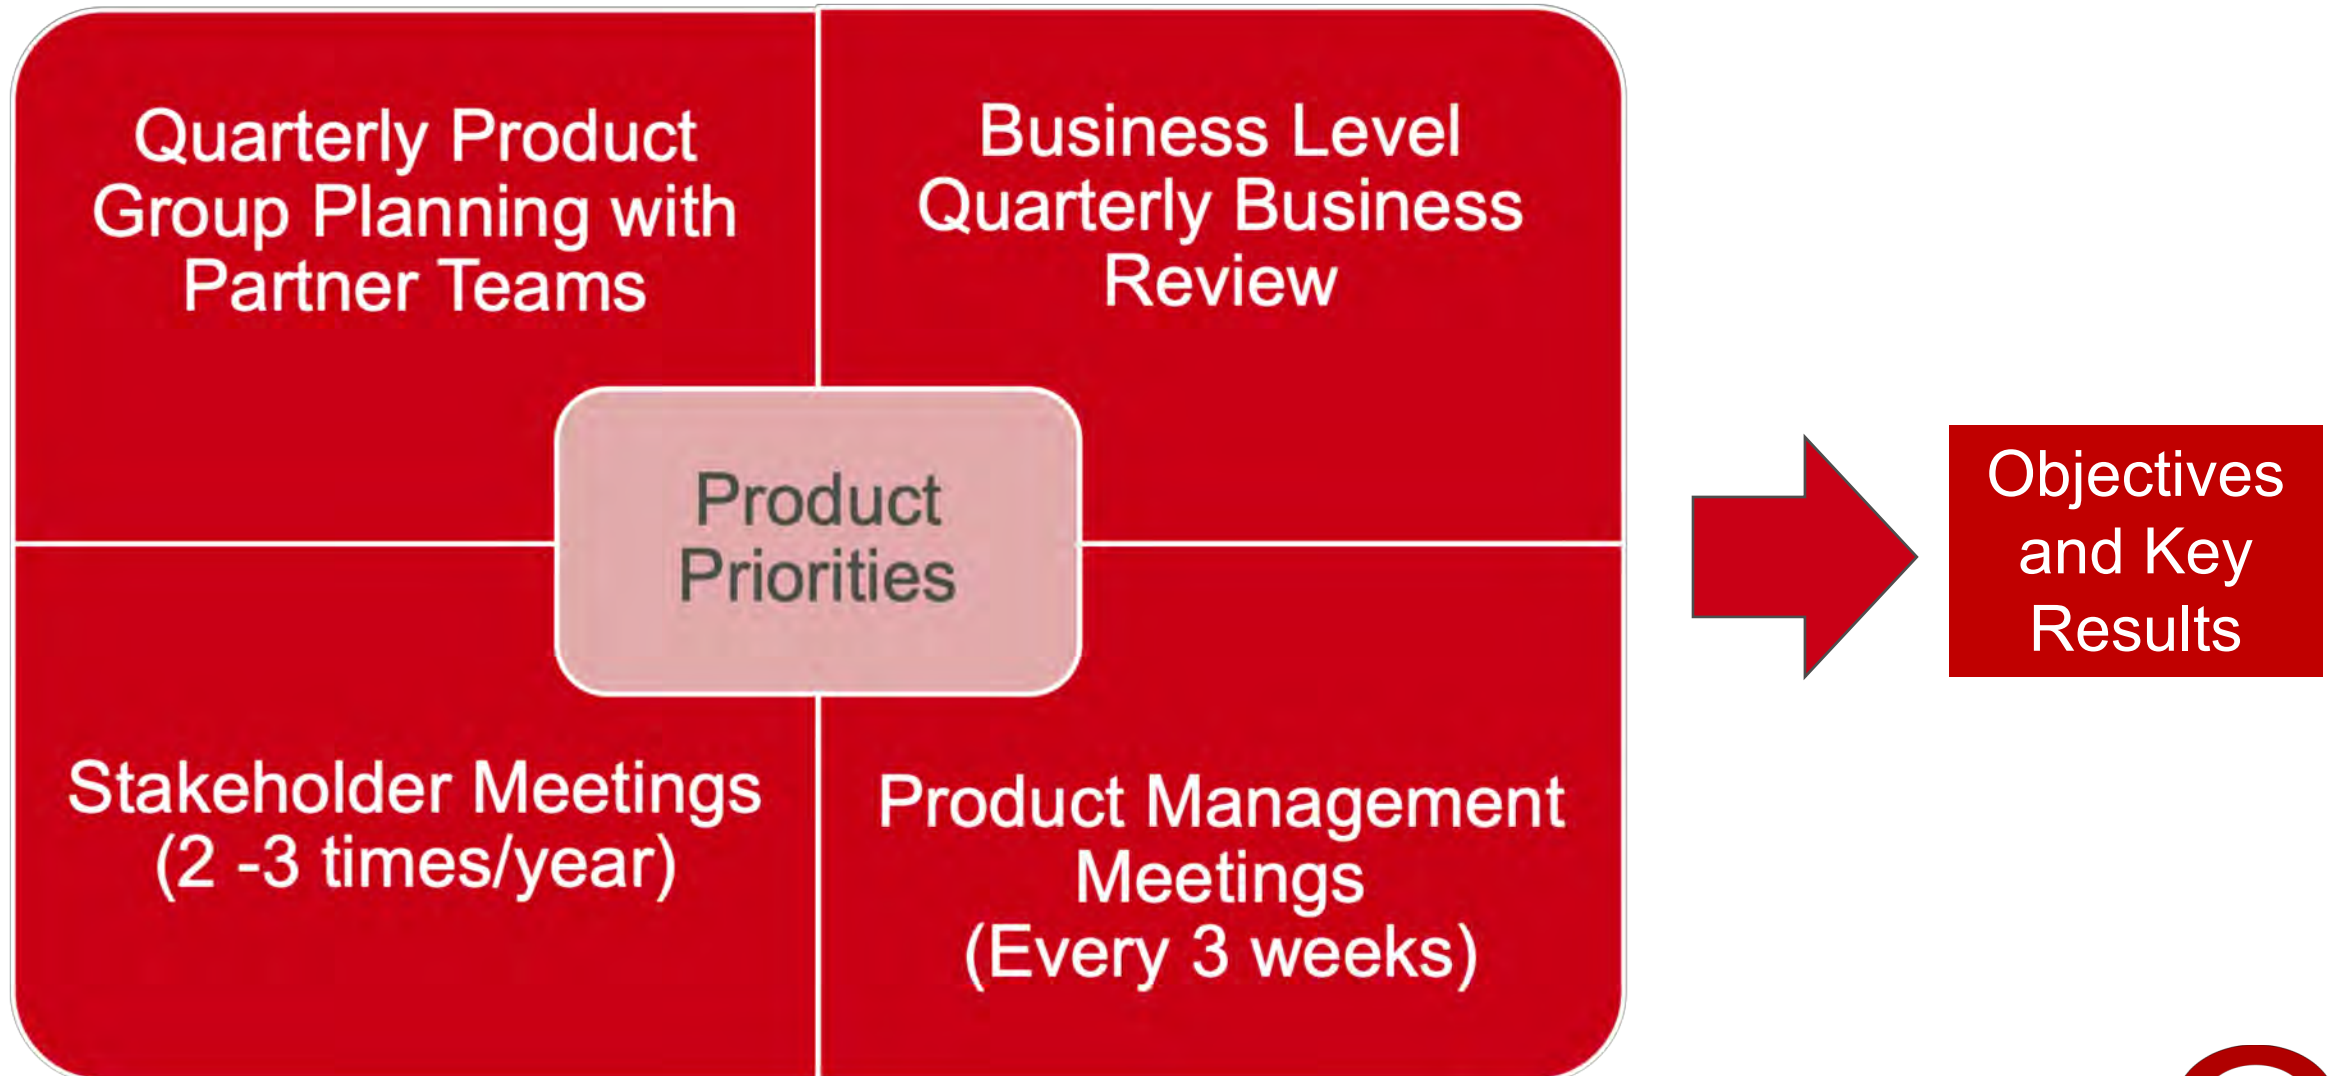 Quarterly Product
Group Planning with
Partner Teams
Business Level
Quarterly Business
Review
Product
Priorities
Stakeholder Meetings
(2 -3 times/year)
Product Management
Meetings
(Every 3 weeks)
Objectives
and Key
Results